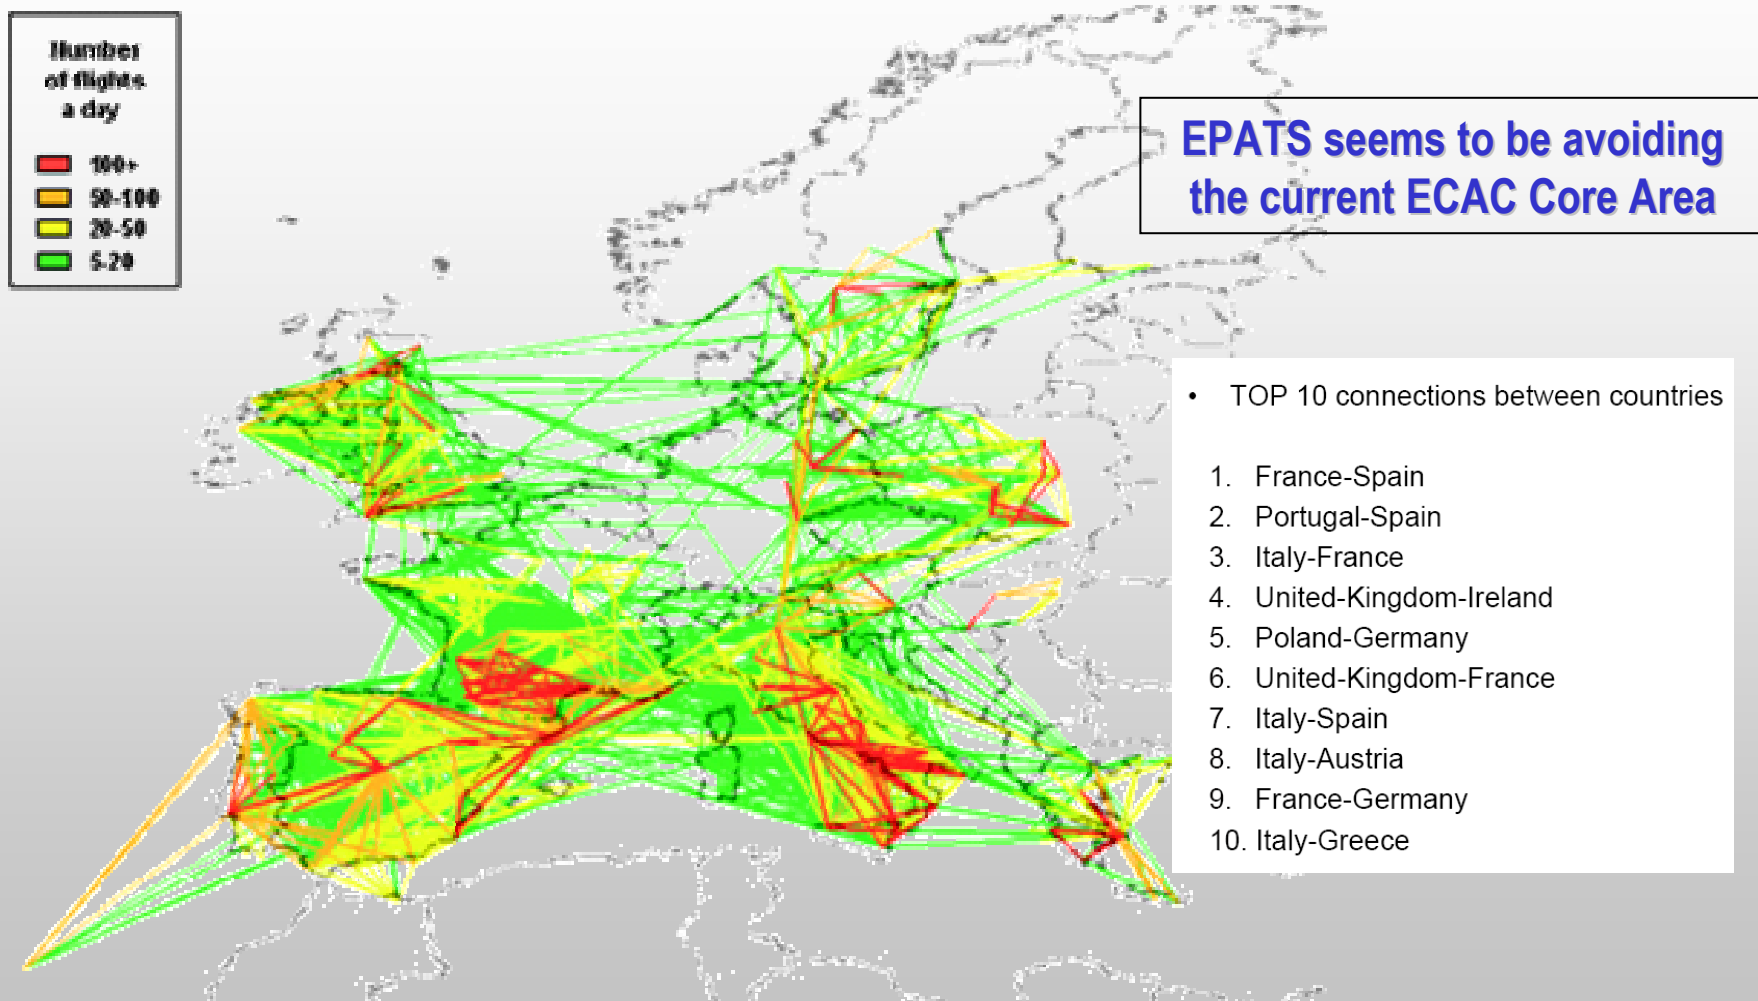 Number
of flights
a day
100+
50-100
20-50
5-20
EPATS seems to be avoiding
the current ECAC Core Area
• TOP 10 connections between countries
1. France-Spain
2. Portugal-Spain
3. Italy-France
4. United-Kingdom-Ireland
5. Poland-Germany
6. United-Kingdom-France
7. Italy-Spain
8. Italy-Austria
9. France-Germany
10. Italy-Greece